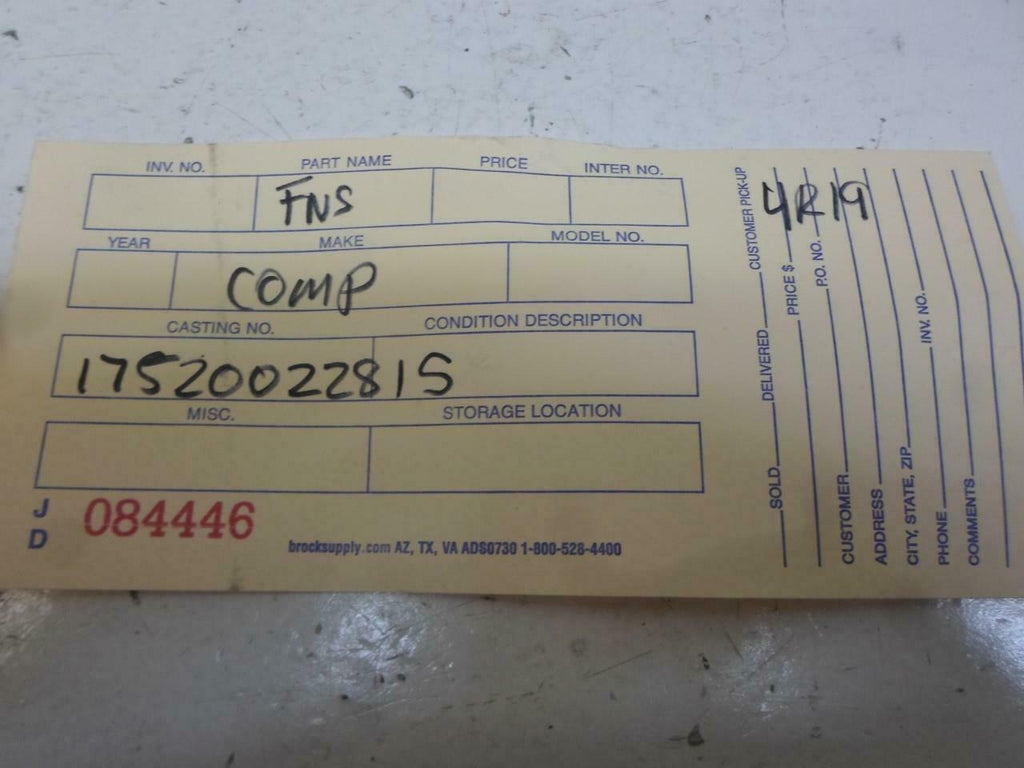 INV. NO. PART NAME PRICE INTER NO.
FNS
YEAR MAKE MODEL NO.
COMP
CASTING NO. CONDITION DESCRIPTION
17520022815
MISC. STORAGE LOCATION
J D 084446
brocksupply.com AZ, TX, VA ADS0730 1-800-528-4400
4R19
SOLD DELIVERED CUSTOMER PICK-UP
PRICE $
P.O. NO.
CUSTOMER
ADDRESS
CITY, STATE, ZIP
PHONE INV. NO.
COMMENTS